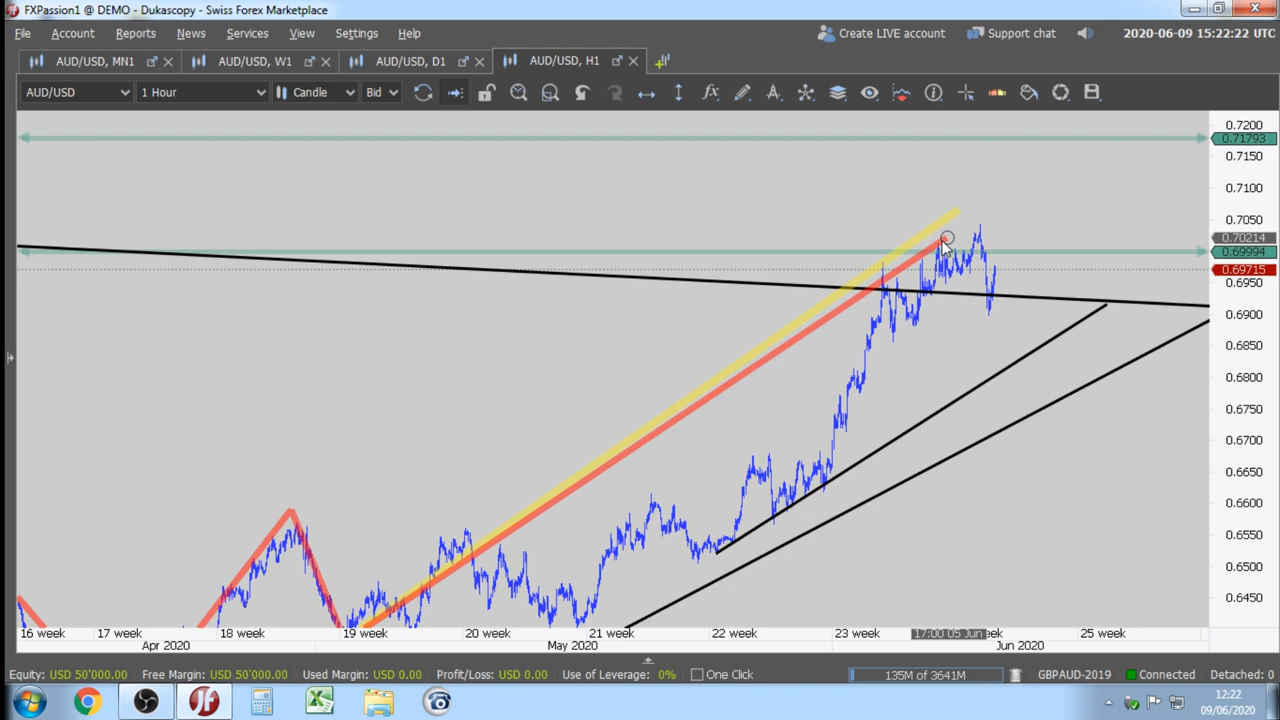 FXPassion1 @ DEMO - Dukascopy - Swiss Forex Marketplace
File Account Reports News Services View Settings Help
Create LIVE account Support chat 2020-06-09 15:22:22 UTC
AUD/USD, MN1 AUD/USD, W1 AUD/USD, D1 AUD/USD, H1
AUD/USD 1 Hour Candle Bid
0.7200
0.71793
0.7150
0.7100
0.7050
0.70214
0.69994
0.69715
0.6950
0.6900
0.6850
0.6800
0.6750
0.6700
0.6650
0.6600
0.6550
0.6500
0.6450
16 week 17 week 18 week 19 week 20 week 21 week 22 week 23 week 17:00 05 Jun 25 week
Apr 2020 May 2020 Jun 2020
Equity: USD 50'000.00 Free Margin: USD 50'000.00 Used Margin: USD 0.00 Profit/Loss: USD 0.00 Use of Leverage: 0% One Click 135M of 3641M GBPAUD-2019 Connected Detached: 0
12:22
09/06/2020